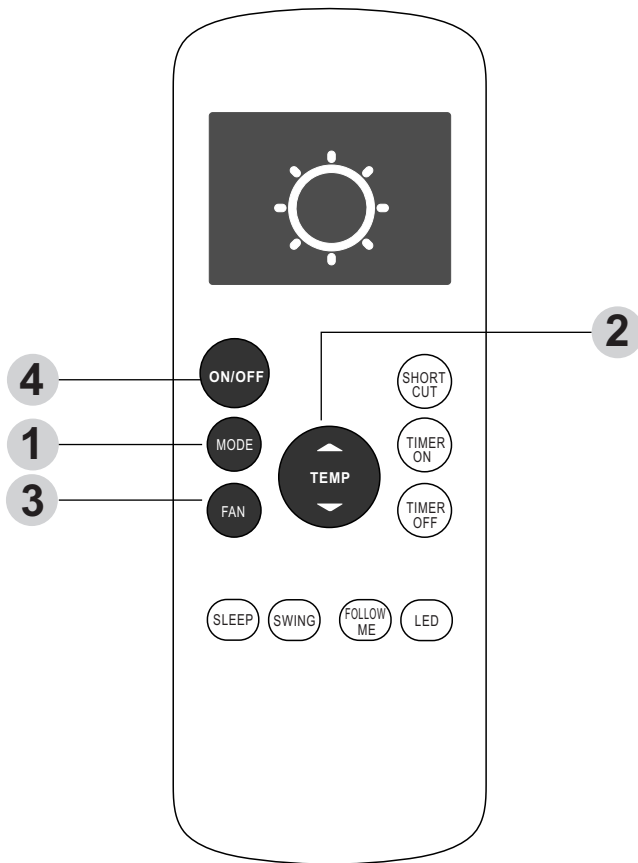 2
4
ON/OFF
SHORT
CUT
1
MODE
TEMP
TIMER
ON
3
FAN
TIMER
OFF
SLEEP
SWING
FOLLOW
ME
LED